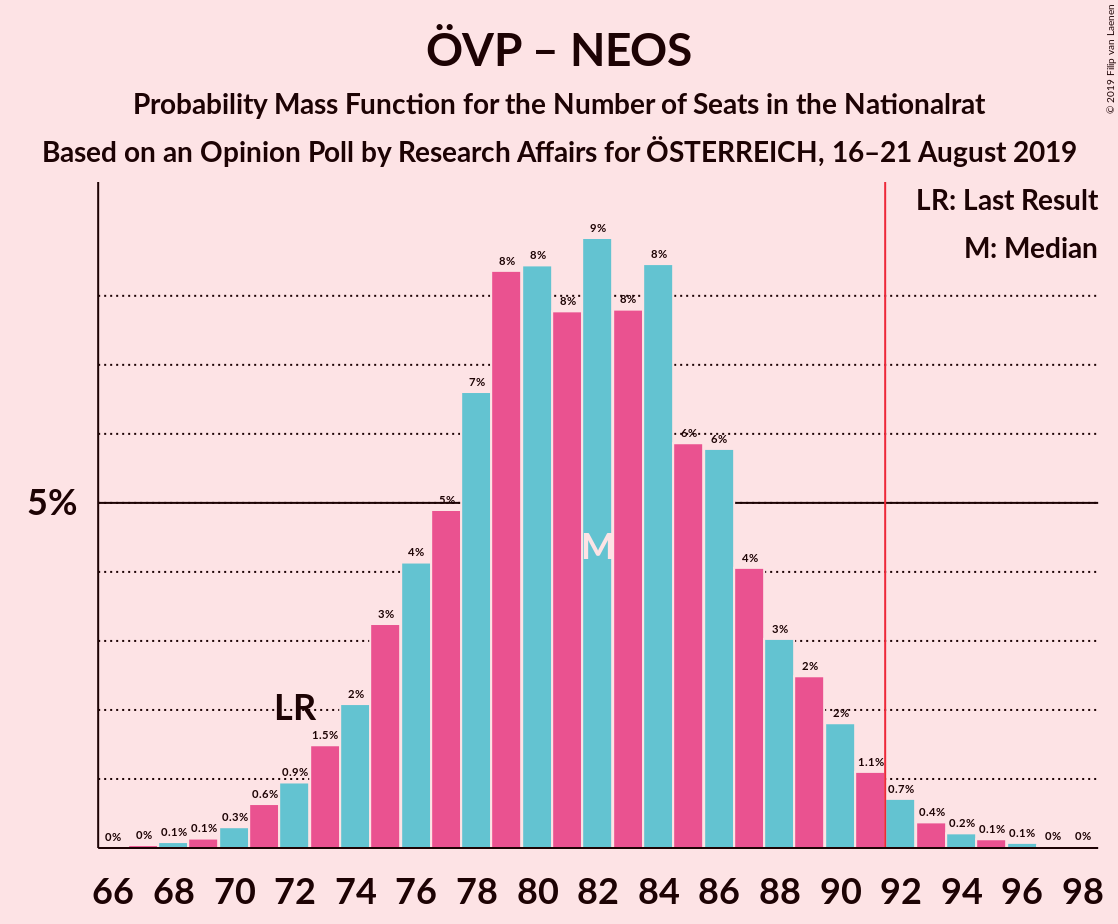 ÖVP – NEOS
Probability Mass Function for the Number of Seats in the Nationalrat
Based on an Opinion Poll by Research Affairs for ÖSTERREICH, 16–21 August 2019
© 2019 Filip van Laenen
LR: Last Result
M: Median
5%
0% 0% 0.1% 0.1% 0.3% 0.6% 0.9% 1.5% 2% 3% 4% 5% 7% 8% 8% 8% 9% 8% 8% 6% 6% 4% 3% 2% 2% 1.1% 0.7% 0.4% 0.2% 0.1% 0.1% 0% 0%
M
LR
66 68 70 72 74 76 78 80 82 84 86 88 90 92 94 96 98